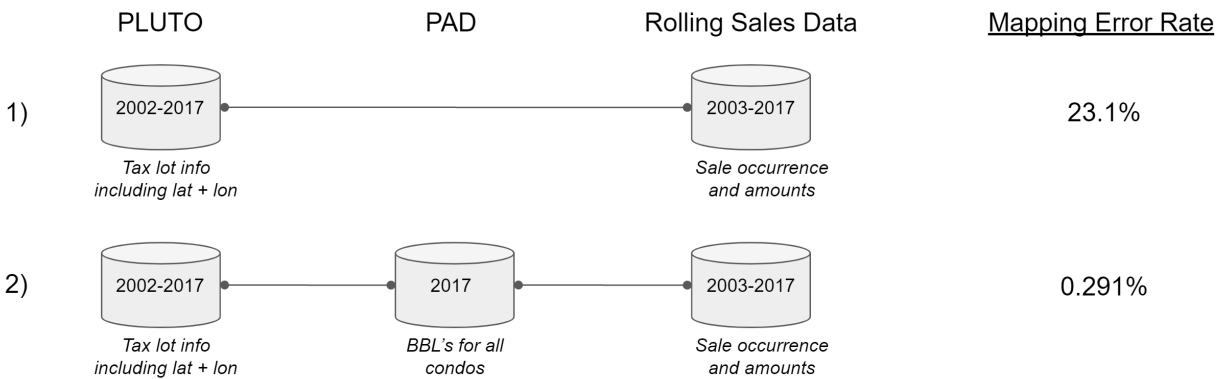 PLUTO PAD Rolling Sales Data Mapping Error Rate
1) 2002-2017 2003-2017 23.1%
Tax lot info Sale occurrence
including lat + lon and amounts
2) 2002-2017 2017 2003-2017 0.291%
Tax lot info BBL's for all Sale occurrence
including lat + lon condos and amounts